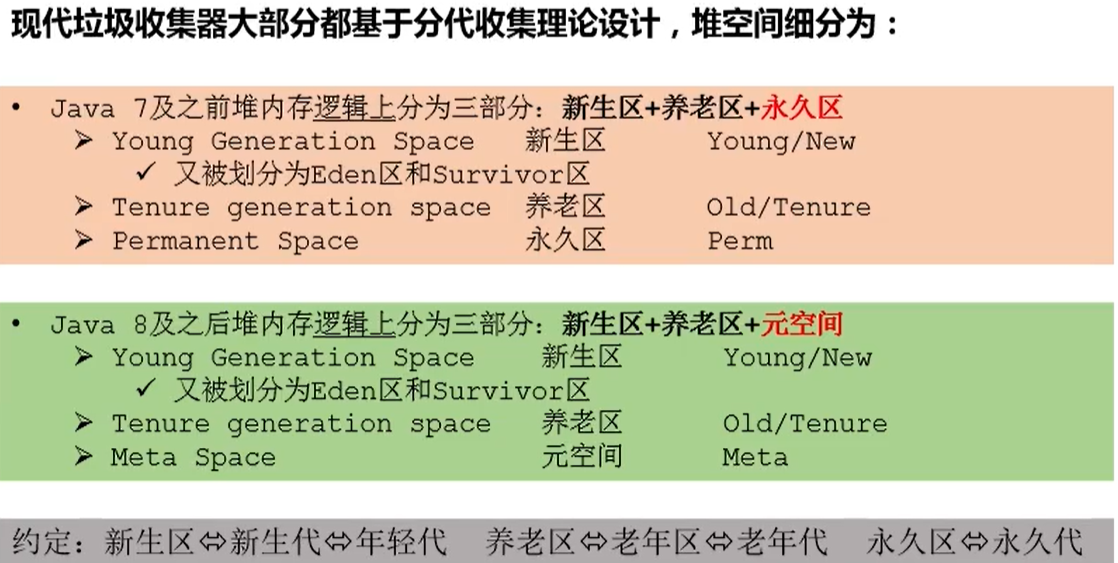 现代垃圾收集器大部分都基于分代收集理论设计，堆空间细分为：
• Java 7及之前堆内存逻辑上分为三部分：新生区+养老区+永久区
➢ Young Generation Space 新生区 Young/New
✓ 又被划分为Eden区和Survivor区
➢ Tenure generation space 养老区 Old/Tenure
➢ Permanent Space 永久区 Perm
• Java 8及之后堆内存逻辑上分为三部分：新生区+养老区+元空间
➢ Young Generation Space 新生区 Young/New
✓ 又被划分为Eden区和Survivor区
➢ Tenure generation space 养老区 Old/Tenure
➢ Meta Space 元空间 Meta
约定：新生区⇔新生代⇔年轻代 养老区⇔老年区⇔老年代 永久区⇔永久代